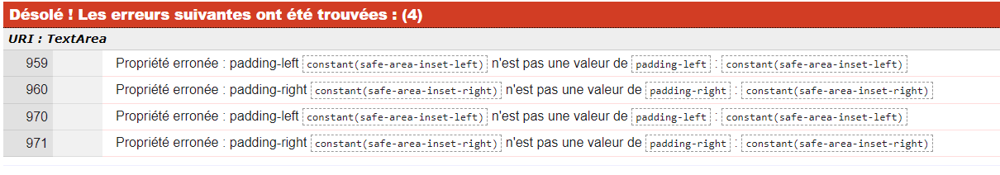 Désolé ! Les erreurs suivantes ont été trouvées : (4)
URI : TextArea
959 Propriété erronée : padding-left constant(safe-area-inset-left) n'est pas une valeur de padding-left : constant(safe-area-inset-left)
960 Propriété erronée : padding-right constant(safe-area-inset-right) n'est pas une valeur de padding-right : constant(safe-area-inset-right)
970 Propriété erronée : padding-left constant(safe-area-inset-left) n'est pas une valeur de padding-left : constant(safe-area-inset-left)
971 Propriété erronée : padding-right constant(safe-area-inset-right) n'est pas une valeur de padding-right : constant(safe-area-inset-right)